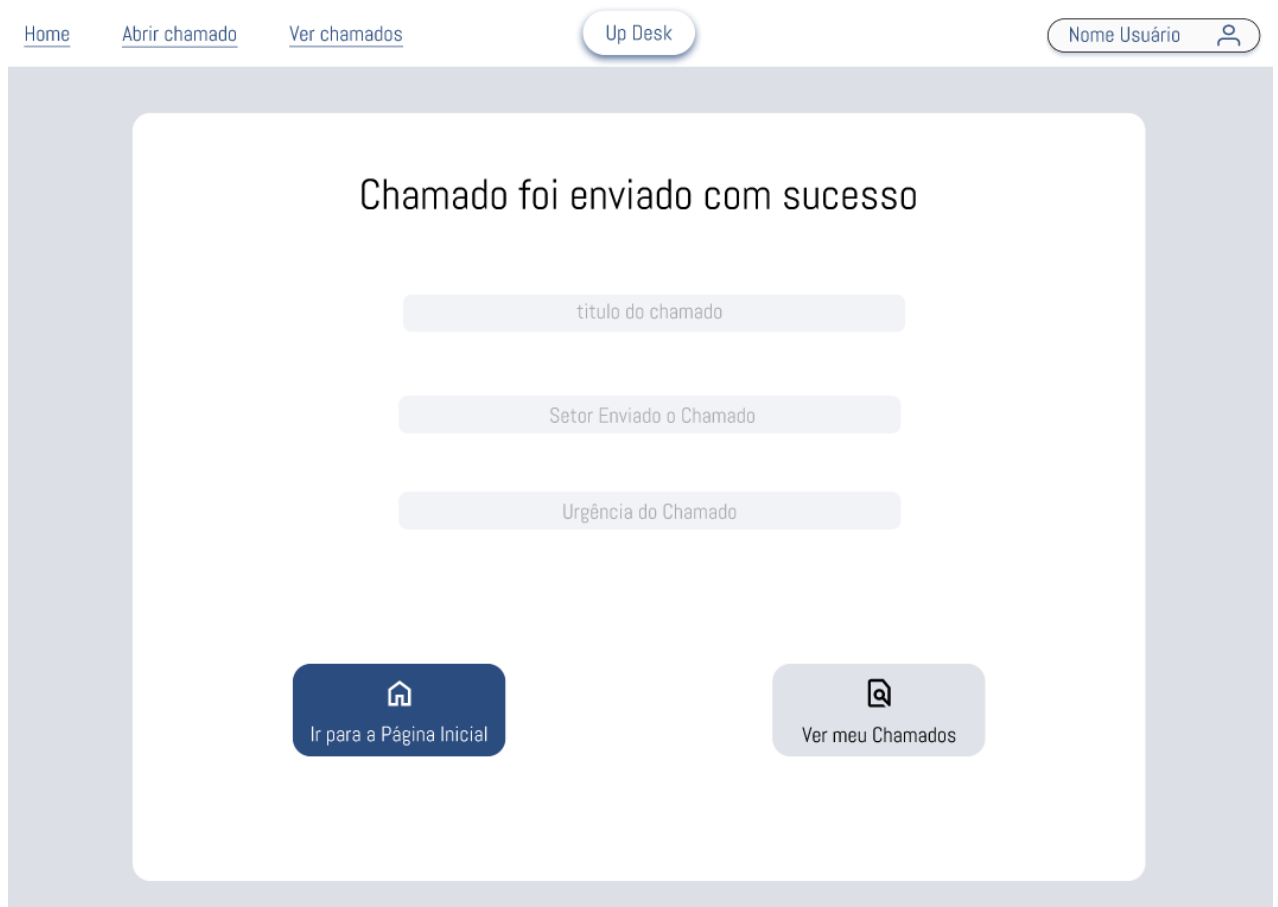 Home
Abrir chamado
Ver chamados
Up Desk
Nome Usuário
Chamado foi enviado com sucesso
titulo do chamado
Setor Enviado o Chamado
Urgência do Chamado
Ir para a Página Inicial
Ver meu Chamados